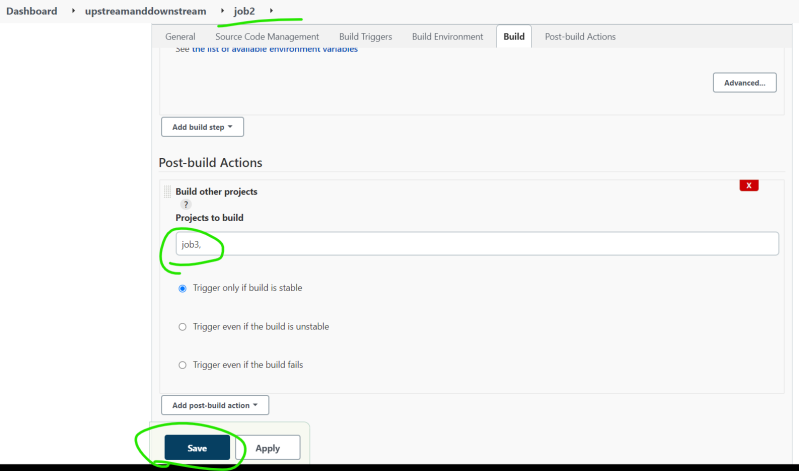 Dashboard › upstreamanddownstream › job2 ›
General Source Code Management Build Triggers Build Environment Build Post-build Actions
See the list of available environment variables
Advanced...
Add build step
Post-build Actions
Build other projects
X
?
Projects to build
job3,
Trigger only if build is stable
Trigger even if the build is unstable
Trigger even if the build fails
Add post-build action
Save Apply